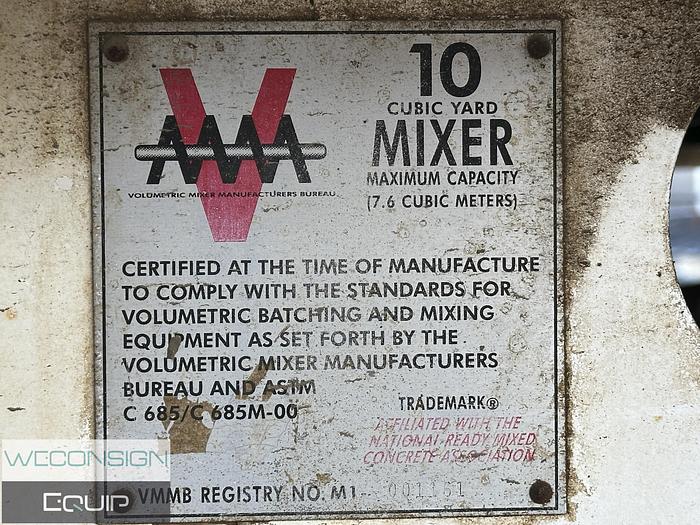 10
CUBIC YARD
MIXER
MAXIMUM CAPACITY
(7.6 CUBIC METERS)
V
VOLUMETRIC MIXER MANUFACTURERS BUREAU
CERTIFIED AT THE TIME OF MANUFACTURE
TO COMPLY WITH THE STANDARDS FOR
VOLUMETRIC BATCHING AND MIXING
EQUIPMENT AS SET FORTH BY THE
VOLUMETRIC MIXER MANUFACTURERS
BUREAU AND ASTM
C 685/C 685M-00
TRADEMARK®
AFFILIATED WITH THE
NATIONAL READY MIXED
CONCRETE ASSOCIATION
VMMB REGISTRY NO. M1 001161
WECONSIGN
EQUIP